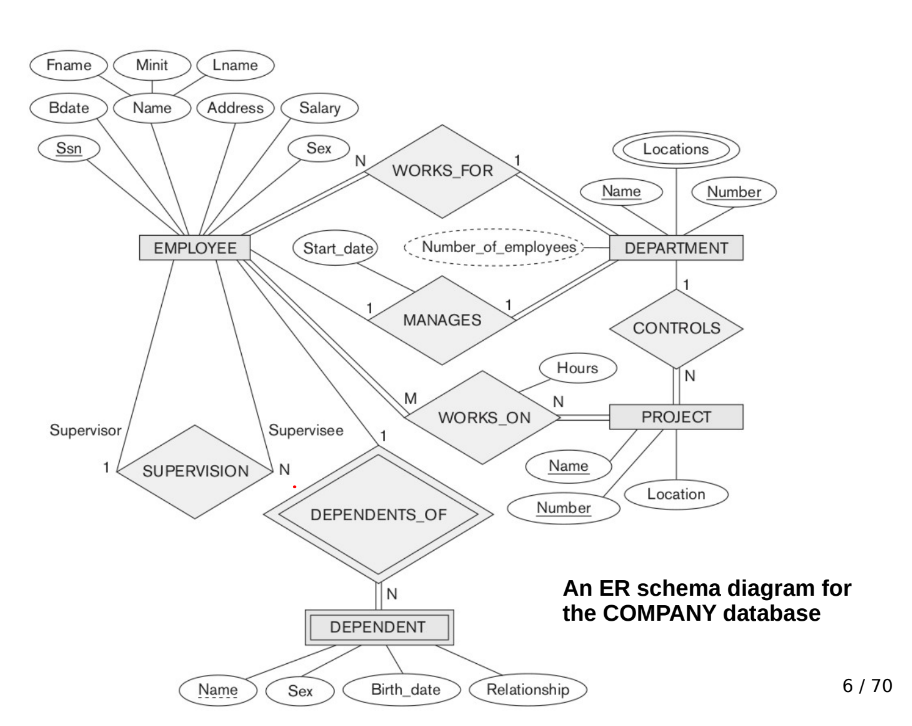 Fname
Minit
Lname
Bdate
Name
Address
Salary
Ssn
Sex
N
WORKS_FOR
1
Locations
Name
Number
EMPLOYEE
Start_date
Number_of_employees
DEPARTMENT
1
MANAGES
1
1
CONTROLS
N
Hours
M
WORKS_ON
N
PROJECT
Supervisor
Supervisee
1
SUPERVISION
N
1
Name
Location
Number
DEPENDENTS_OF
N
DEPENDENT
An ER schema diagram for
the COMPANY database
Name
Sex
Birth_date
Relationship
6 / 70